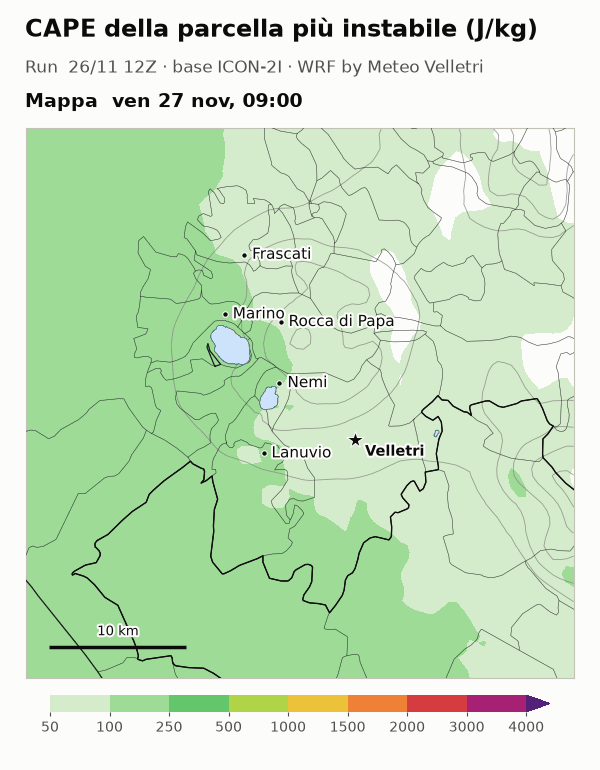 CAPE della parcella più instabile (J/kg)
Run  26/11 12Z · base ICON-2I · WRF by Meteo Velletri
Mappa  ven 27 nov, 09:00
Frascati
Marino
Rocca di Papa
Nemi
Velletri
Lanuvio
10 km
50 100 250 500 1000 1500 2000 3000 4000